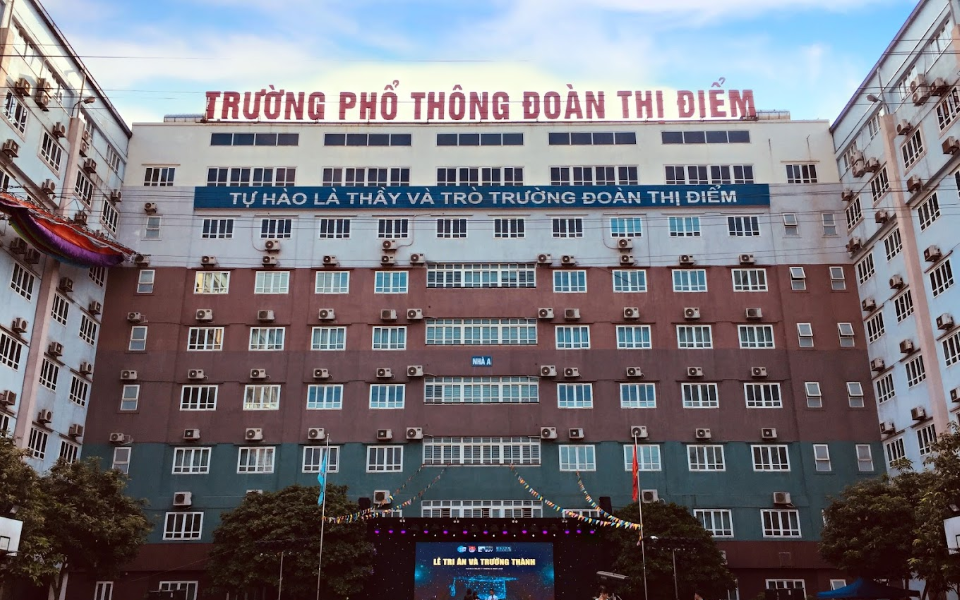 TRƯỜNG PHỔ THÔNG ĐOÀN THỊ ĐIỂM
TỰ HÀO LÀ THẦY VÀ TRÒ TRƯỜNG ĐOÀN THỊ ĐIỂM
NHÀ A
LỄ TRI ÂN VÀ TRƯỞNG THÀNH